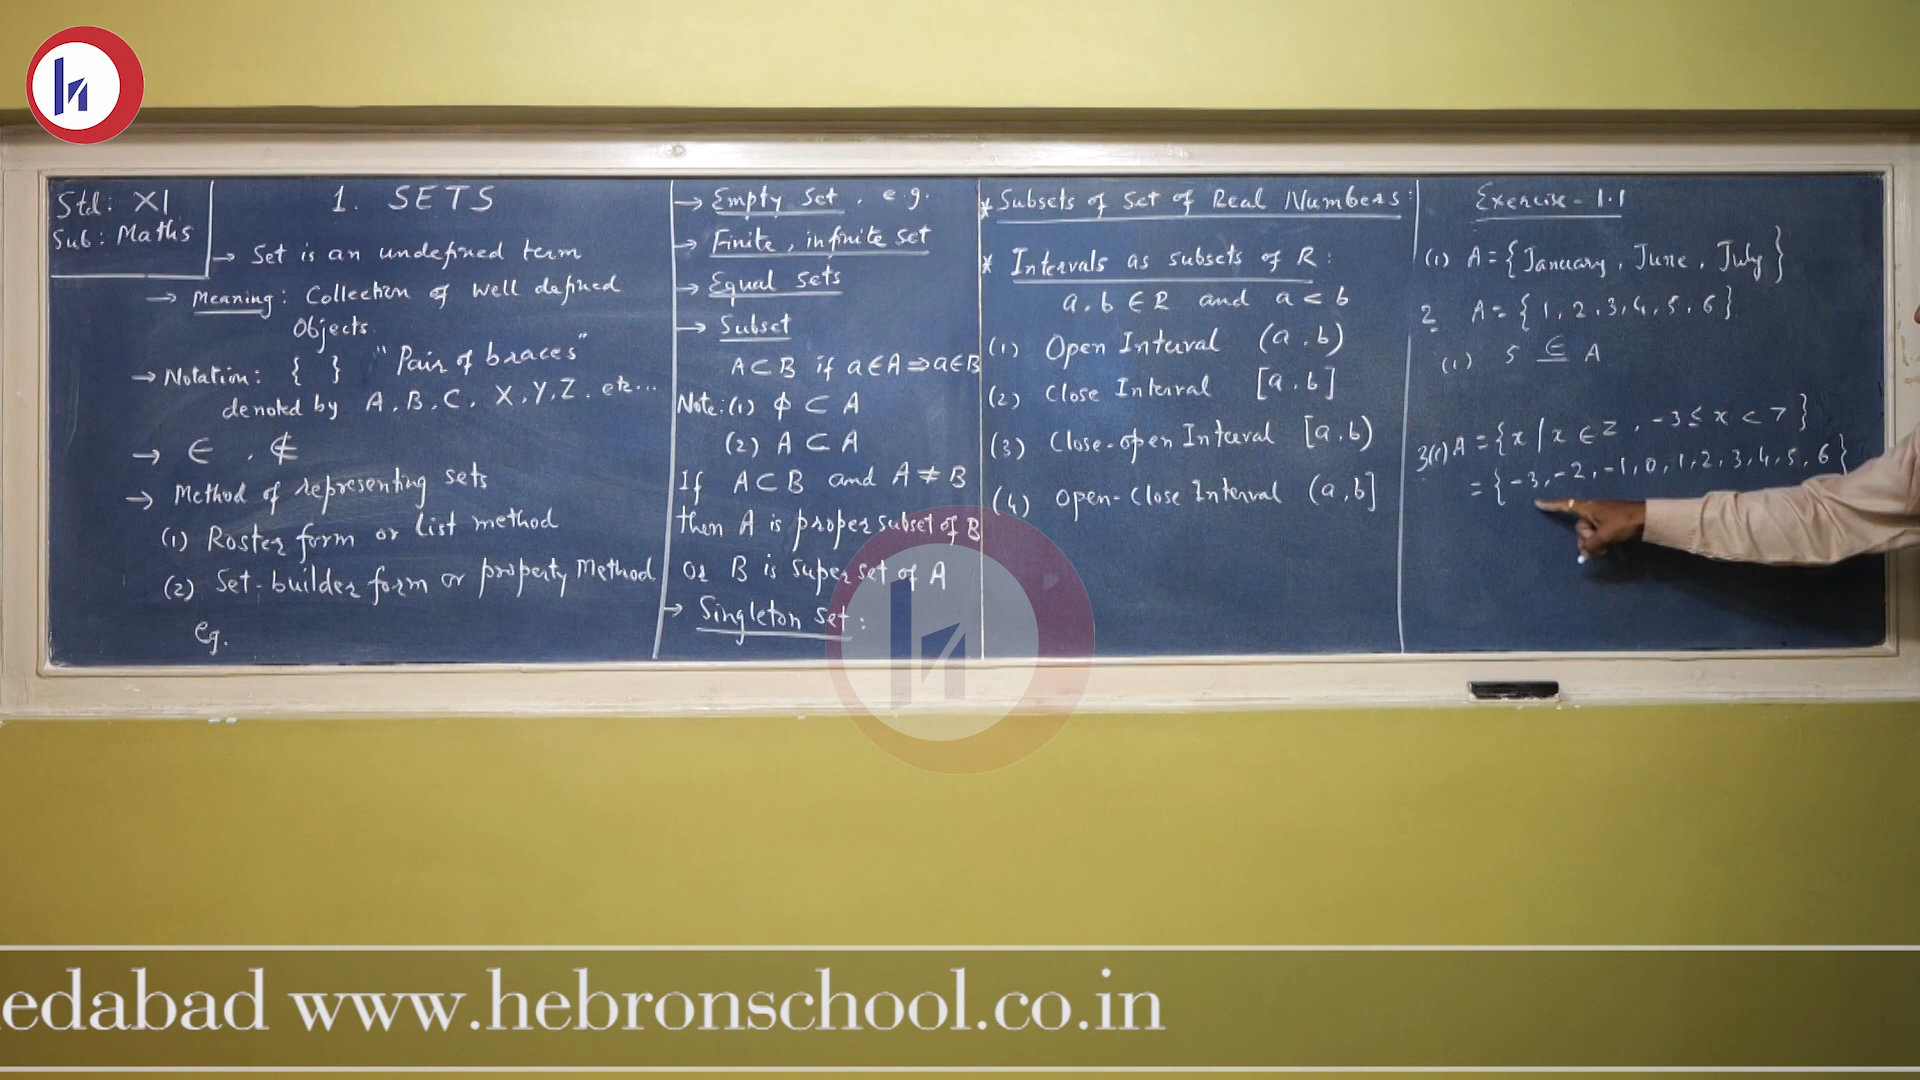 Std: XI
Sub: Maths
1. SETS
→ Set is an undefined term
→ Meaning: Collection of well defined
Objects.
→ Notation: { } "Pair of braces"
denoted by A, B, C, X, Y, Z, etc...
→ ∈ , ∉
→ Method of representing sets
(1) Roster form or List method
(2) Set-builder form or property Method
eg.
→ Empty Set, e.g.
→ Finite, infinite set
→ Equal sets
→ Subset
A⊂B if a∈A⇒a∈B
Note: (1) ϕ ⊂ A
(2) A ⊂ A
If A⊂B and A≠B
then A is proper subset of B
or B is super set of A
→ Singleton set:
* Subsets of Set of Real Numbers:
* Intervals as subsets of R:
a, b ∈ R and a < b
(1) Open Interval (a, b)
(2) Close Interval [a, b]
(3) Close-open Interval [a, b)
(4) Open-Close Interval (a, b]
Exercise - 1.1
(1) A = {January, June, July}
2 A = {1, 2, 3, 4, 5, 6}
(1) 5 ∈ A
3(1) A = {x / x ∈ Z, -3 ≤ x < 7}
= {-3, -2, -1, 0, 1, 2, 3, 4, 5, 6}
edabad www.hebronschool.co.in